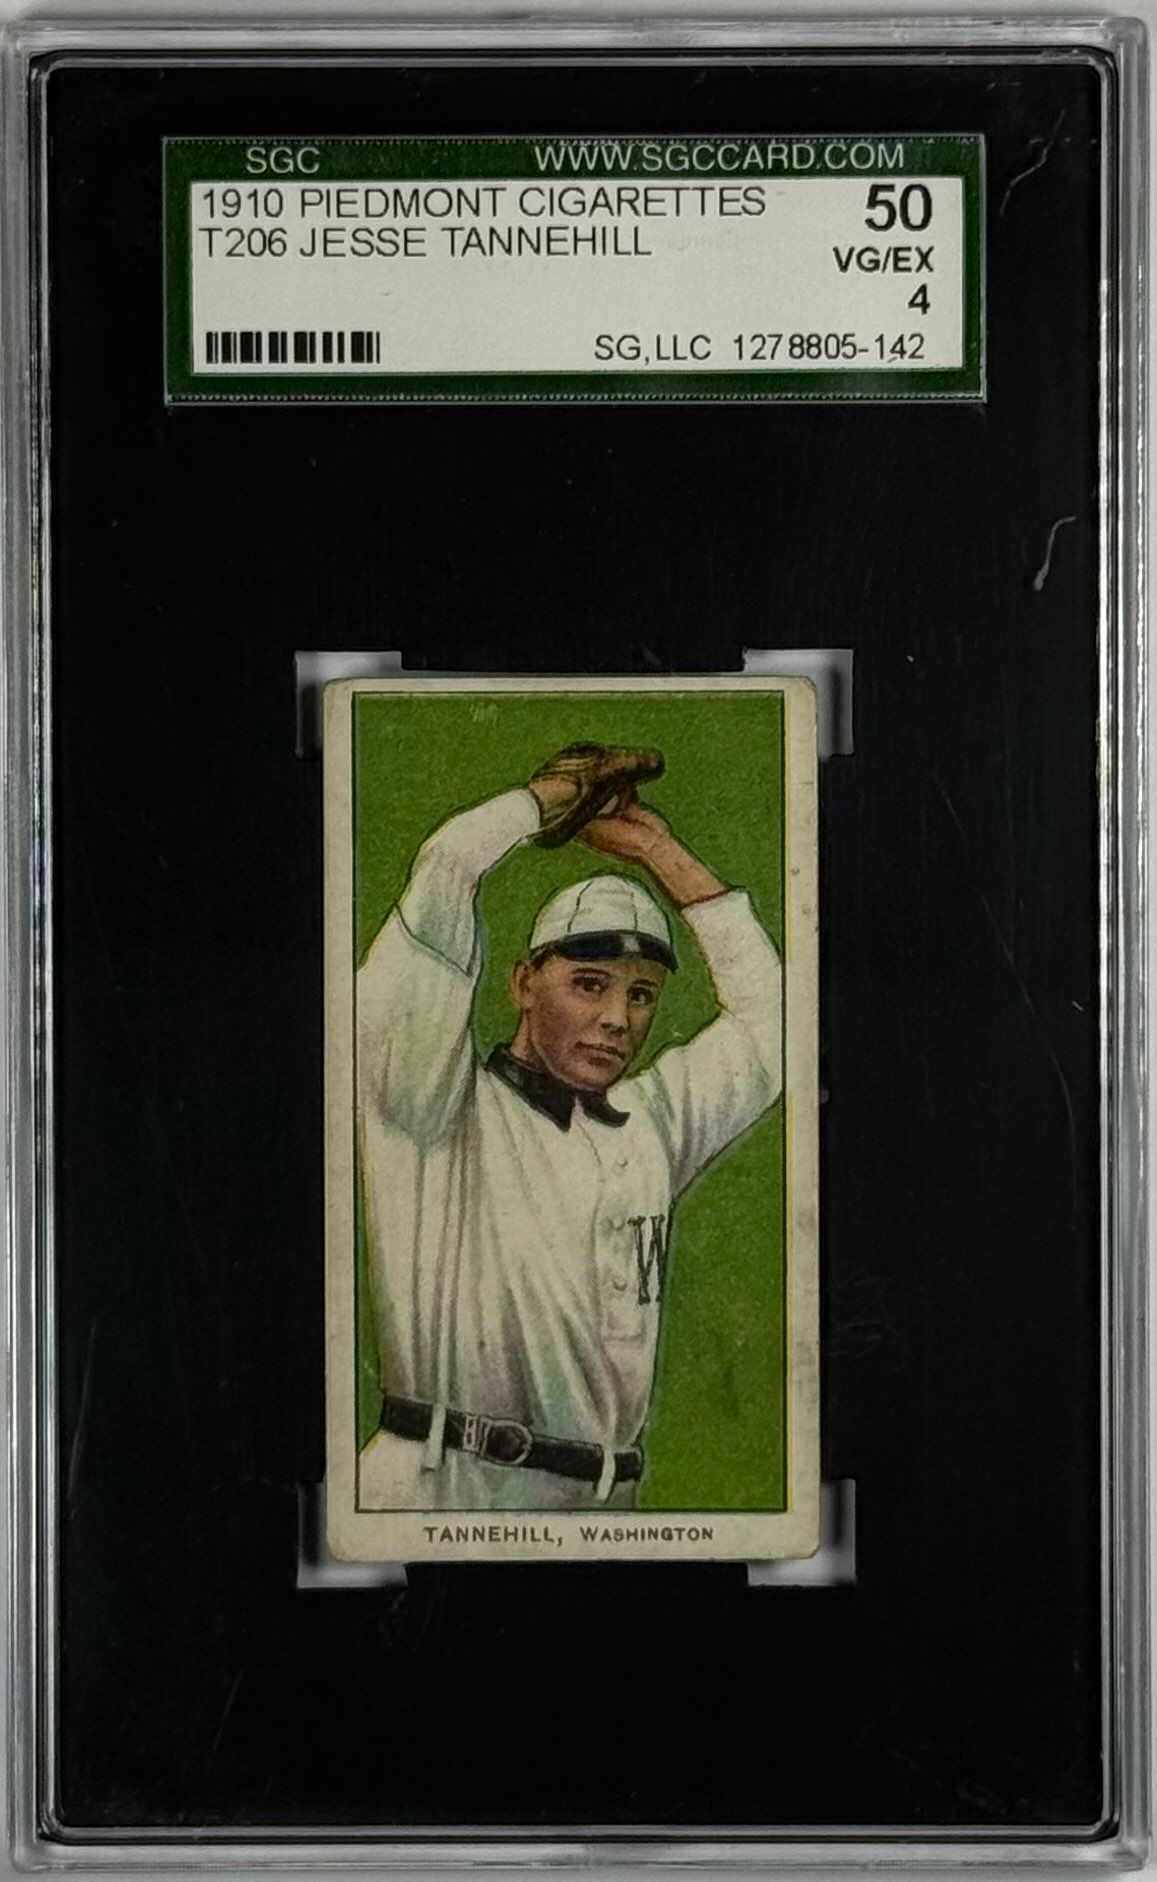 SGC WWW.SGCCARD.COM
1910 PIEDMONT CIGARETTES 50
T206 JESSE TANNEHILL VG/EX
4
SG, LLC 1278805-142
W
TANNEHILL, WASHINGTON